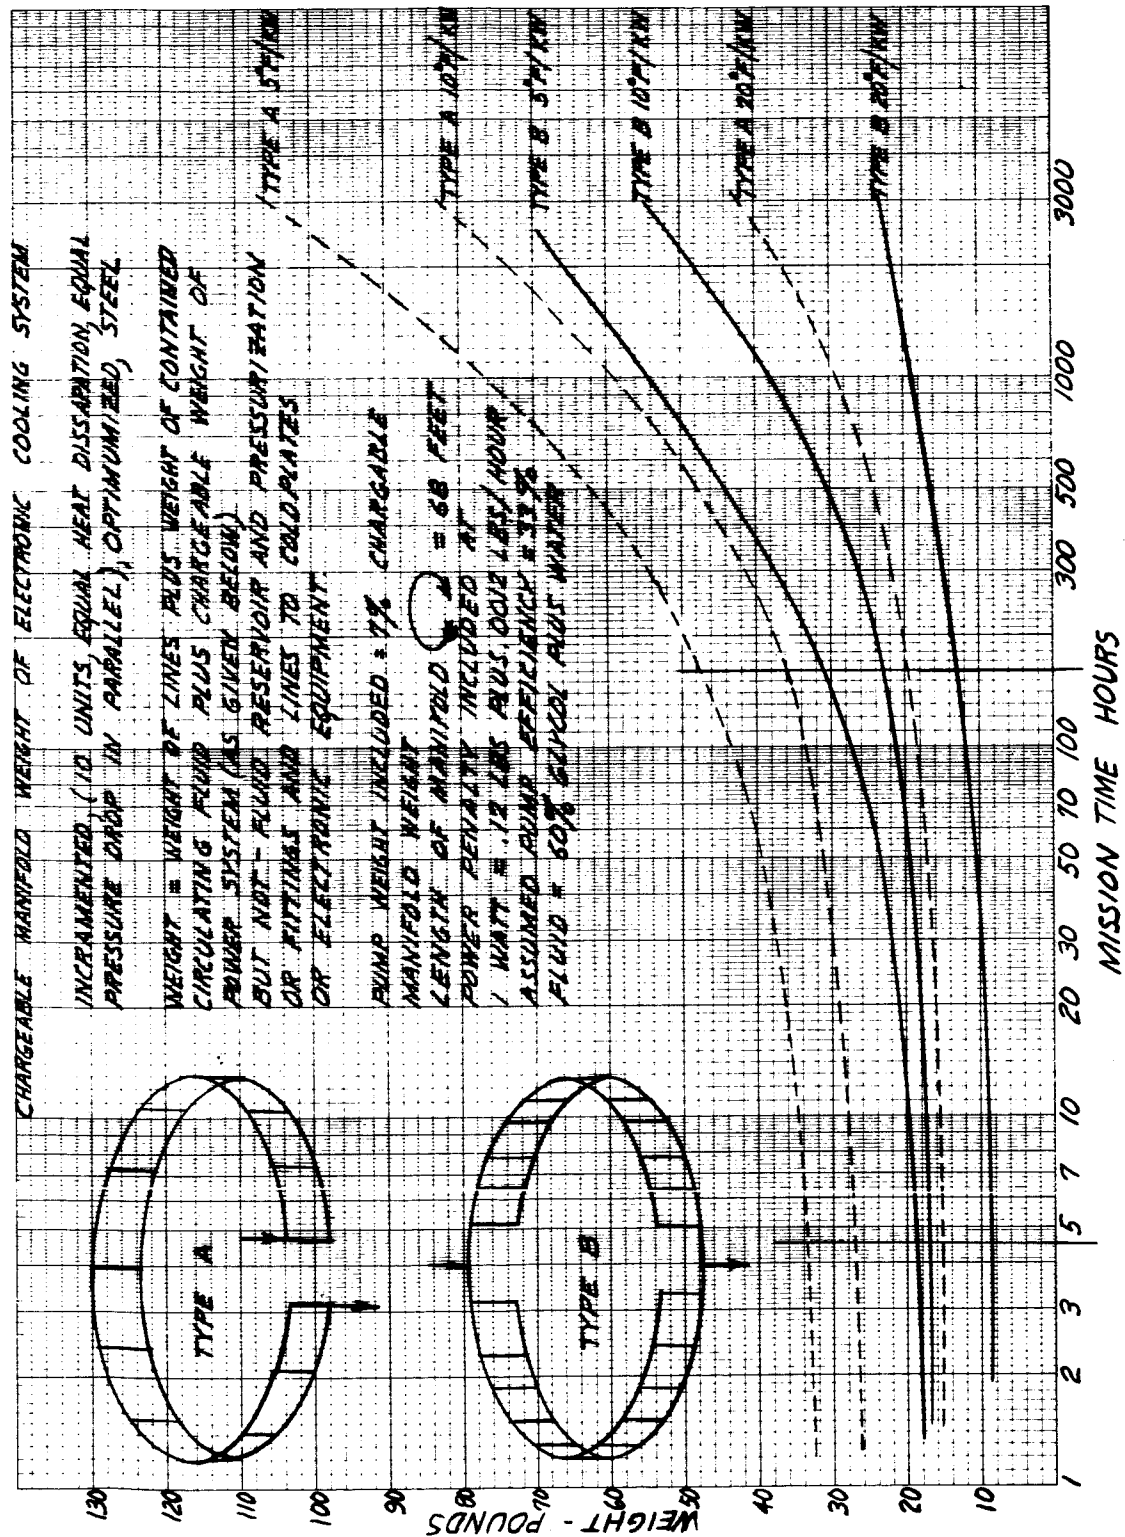 CHARGEABLE MANIFOLD WEIGHT OF ELECTRONIC COOLING SYSTEM
INCRAMENTED, (10 UNITS, EQUAL HEAT DISSAPATION, EQUAL
PRESSURE DROP IN PARALLEL), OPTIMUMIZED, STEEL
WEIGHT = WEIGHT OF LINES PLUS WEIGHT OF CONTAINED
CIRCULATING FLUID PLUS CHARGEABLE WEIGHT OF
POWER SYSTEM (AS GIVEN BELOW)
BUT NOT - FLUID RESERVOIR AND PRESSURIZATION
OR FITTINGS AND LINES TO COLDPLATES
OR ELECTRONIC EQUIPMENT.
PUMP WEIGHT INCLUDED = 7% CHARGABLE
MANIFOLD WEIGHT
LENGTH OF MANIFOLD = 68 FEET
POWER PENALTY INCLUDED AT
1 WATT = .12 LBS PLUS .0012 LBS/HOUR
ASSUMED PUMP EFFICIENCY = 33%
FLUID = 60% GLYCOL PLUS WATER
TYPE A
TYPE B
TYPE A 5°F/KW
TYPE A 10°F/KW
TYPE B 5°F/KW
TYPE B 10°F/KW
TYPE A 20°F/KW
TYPE B 20°F/KW
130
120
110
100
90
80
70
60
50
40
30
20
10
WEIGHT - POUNDS
1 2 3 5 7 10 20 30 50 70 100 300 500 1000 3000
MISSION TIME HOURS